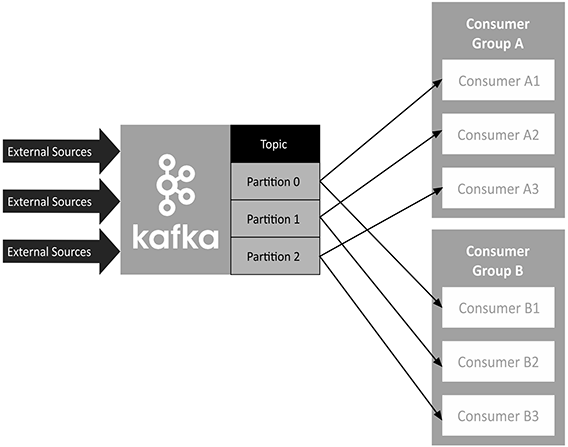 External Sources
External Sources
External Sources
kafka
Topic
Partition 0
Partition 1
Partition 2
Consumer
Group A
Consumer A1
Consumer A2
Consumer A3
Consumer
Group B
Consumer B1
Consumer B2
Consumer B3